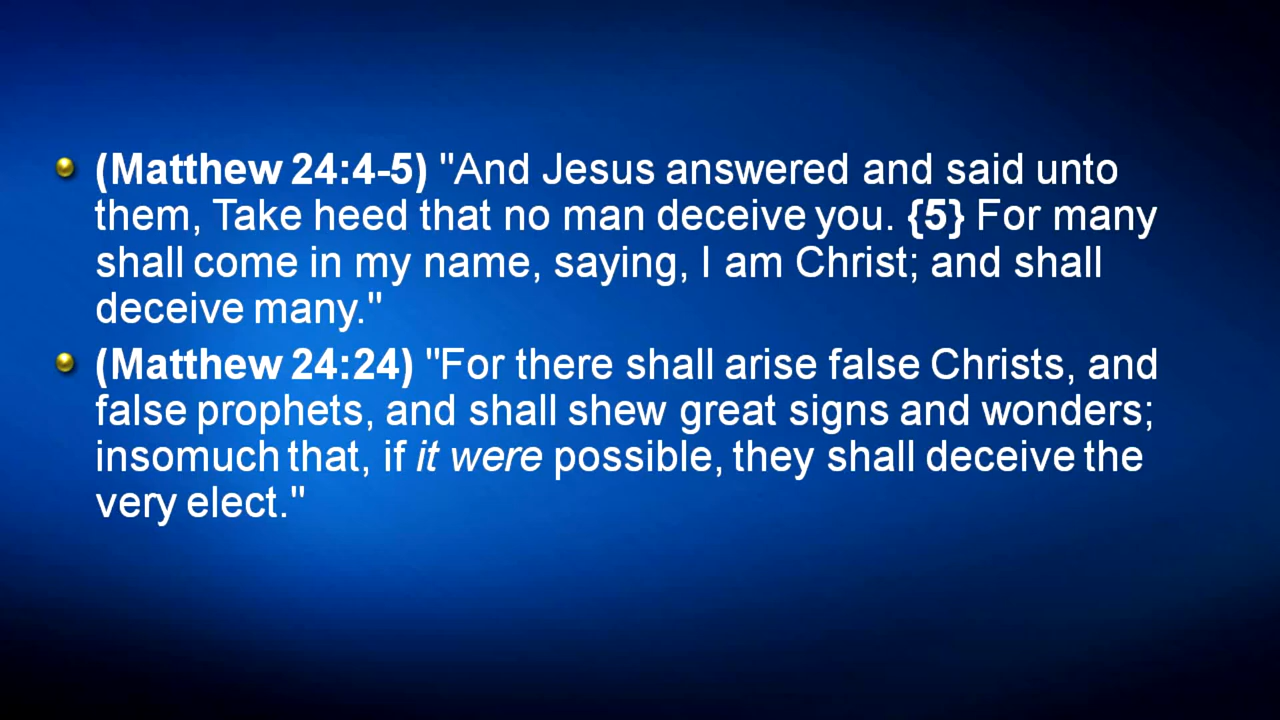 (Matthew 24:4-5) "And Jesus answered and said unto
them, Take heed that no man deceive you. {5} For many
shall come in my name, saying, I am Christ; and shall
deceive many."
(Matthew 24:24) "For there shall arise false Christs, and
false prophets, and shall shew great signs and wonders;
insomuch that, if it were possible, they shall deceive the
very elect."